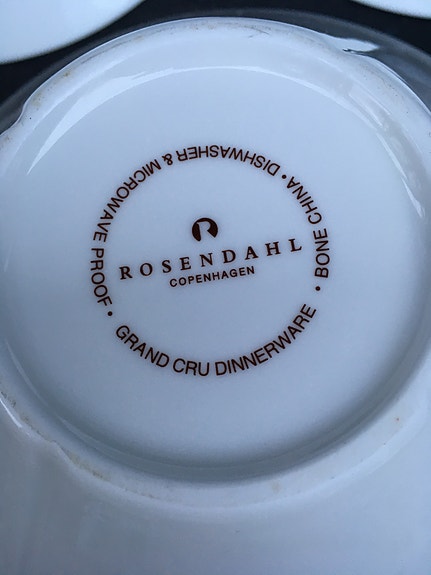 R
ROSENDAHL
COPENHAGEN
GRAND CRU DINNERWARE • BONE CHINA • DISHWASHER & MICROWAVE PROOF •